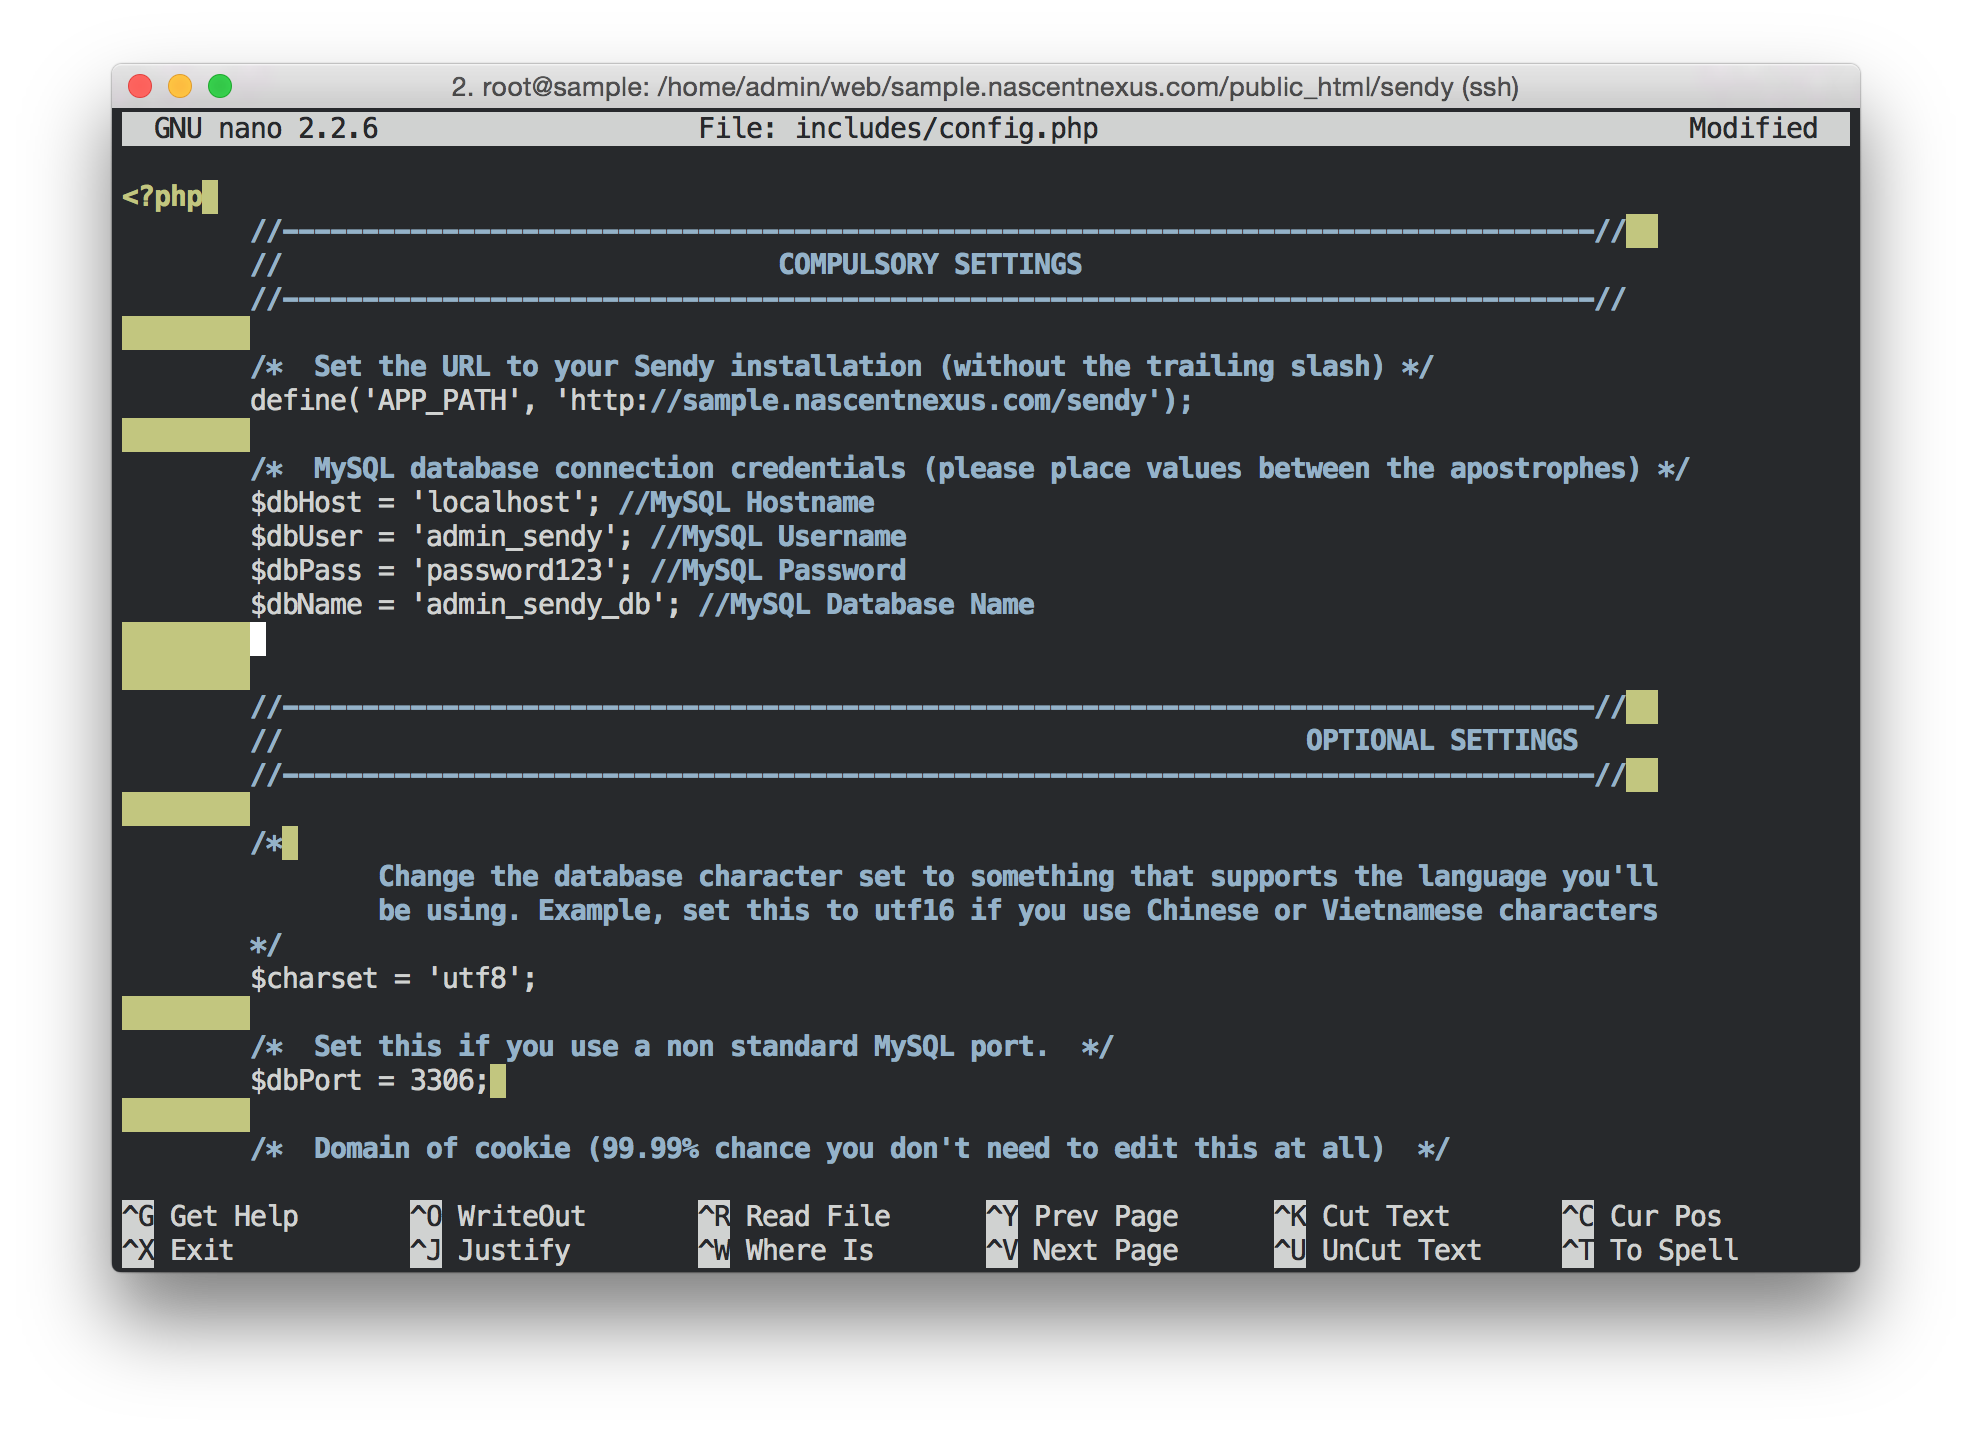 2. root@sample: /home/admin/web/sample.nascentnexus.com/public_html/sendy (ssh)
GNU nano 2.2.6 File: includes/config.php Modified
<?php
//----------------------------------------------------------------------------------//
// COMPULSORY SETTINGS
//----------------------------------------------------------------------------------//
/*  Set the URL to your Sendy installation (without the trailing slash) */
define('APP_PATH', 'http://sample.nascentnexus.com/sendy');
/*  MySQL database connection credentials (please place values between the apostrophes) */
$dbHost = 'localhost'; //MySQL Hostname
$dbUser = 'admin_sendy'; //MySQL Username
$dbPass = 'password123'; //MySQL Password
$dbName = 'admin_sendy_db'; //MySQL Database Name
//----------------------------------------------------------------------------------//
// OPTIONAL SETTINGS
//----------------------------------------------------------------------------------//
/*
Change the database character set to something that supports the language you'll
be using. Example, set this to utf16 if you use Chinese or Vietnamese characters
*/
$charset = 'utf8';
/*  Set this if you use a non standard MySQL port.  */
$dbPort = 3306;
/*  Domain of cookie (99.99% chance you don't need to edit this at all)  */
^G Get Help ^O WriteOut ^R Read File ^Y Prev Page ^K Cut Text ^C Cur Pos
^X Exit ^J Justify ^W Where Is ^V Next Page ^U UnCut Text ^T To Spell